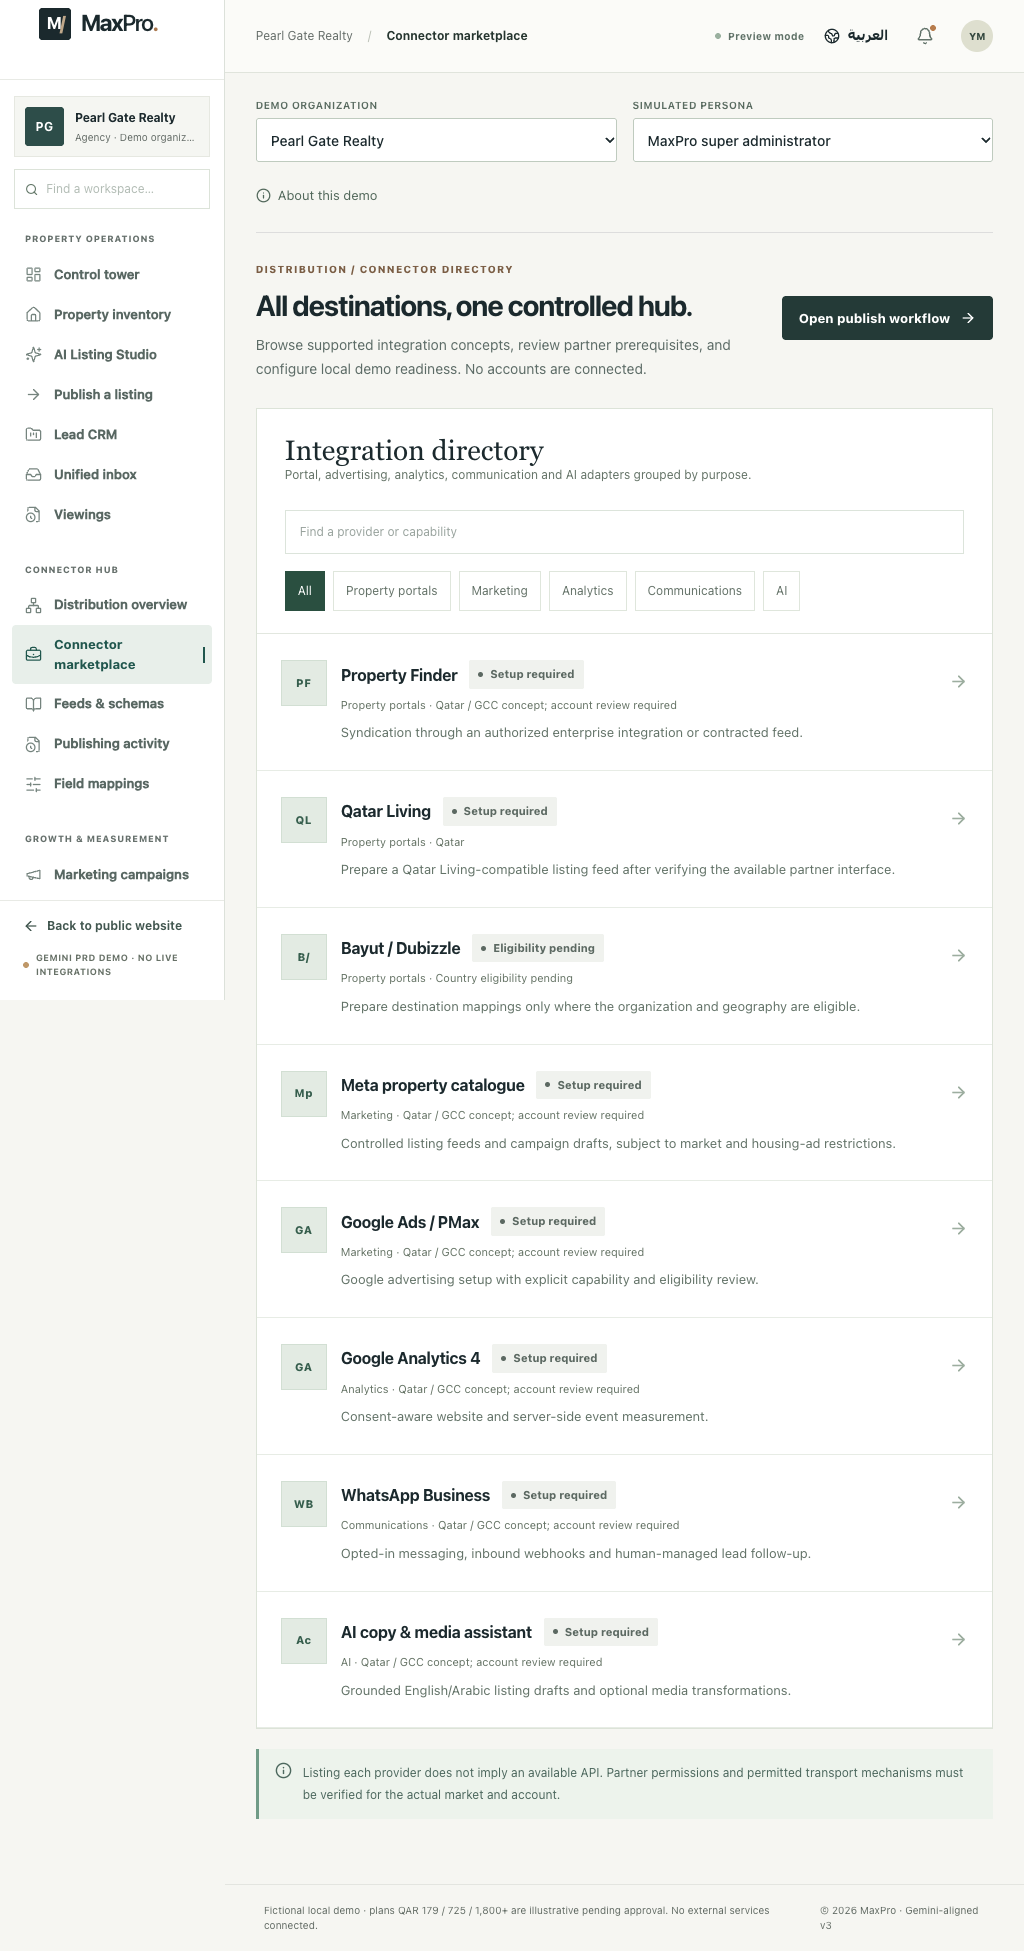 M/ MaxPro.
PG
Pearl Gate Realty
Agency · Demo organiz...
Find a workspace...
PROPERTY OPERATIONS
Control tower
Property inventory
AI Listing Studio
Publish a listing
Lead CRM
Unified inbox
Viewings
CONNECTOR HUB
Distribution overview
Connector
marketplace
Feeds & schemas
Publishing activity
Field mappings
GROWTH & MEASUREMENT
Marketing campaigns
Back to public website
GEMINI PRD DEMO · NO LIVE
INTEGRATIONS
Pearl Gate Realty / Connector marketplace
Preview mode
العربية
YM
DEMO ORGANIZATION
Pearl Gate Realty
SIMULATED PERSONA
MaxPro super administrator
About this demo
DISTRIBUTION / CONNECTOR DIRECTORY
All destinations, one controlled hub.
Browse supported integration concepts, review partner prerequisites, and
configure local demo readiness. No accounts are connected.
Open publish workflow
Integration directory
Portal, advertising, analytics, communication and AI adapters grouped by purpose.
Find a provider or capability
All
Property portals
Marketing
Analytics
Communications
AI
PF
Property Finder
Setup required
Property portals · Qatar / GCC concept; account review required
Syndication through an authorized enterprise integration or contracted feed.
QL
Qatar Living
Setup required
Property portals · Qatar
Prepare a Qatar Living-compatible listing feed after verifying the available partner interface.
B/
Bayut / Dubizzle
Eligibility pending
Property portals · Country eligibility pending
Prepare destination mappings only where the organization and geography are eligible.
Mp
Meta property catalogue
Setup required
Marketing · Qatar / GCC concept; account review required
Controlled listing feeds and campaign drafts, subject to market and housing-ad restrictions.
GA
Google Ads / PMax
Setup required
Marketing · Qatar / GCC concept; account review required
Google advertising setup with explicit capability and eligibility review.
GA
Google Analytics 4
Setup required
Analytics · Qatar / GCC concept; account review required
Consent-aware website and server-side event measurement.
WB
WhatsApp Business
Setup required
Communications · Qatar / GCC concept; account review required
Opted-in messaging, inbound webhooks and human-managed lead follow-up.
Ac
AI copy & media assistant
Setup required
AI · Qatar / GCC concept; account review required
Grounded English/Arabic listing drafts and optional media transformations.
Listing each provider does not imply an available API. Partner permissions and permitted transport mechanisms must
be verified for the actual market and account.
Fictional local demo · plans QAR 179 / 725 / 1,800+ are illustrative pending approval. No external services
connected.
© 2026 MaxPro · Gemini-aligned
v3